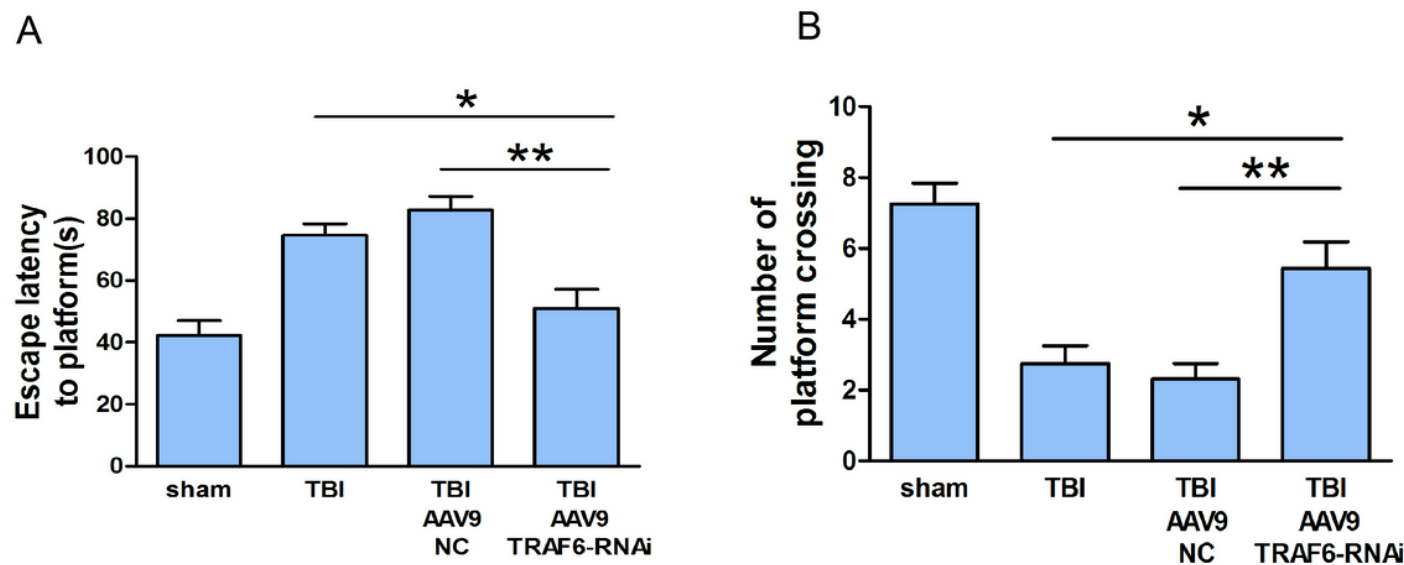 A
*
**
100
80
60
40
20
0
Escape latency
to platform(s)
sham
TBI
TBI
AAV9
NC
TBI
AAV9
TRAF6-RNAi
B
*
**
10
8
6
4
2
0
Number of
platform crossing
sham
TBI
TBI
AAV9
NC
TBI
AAV9
TRAF6-RNAi